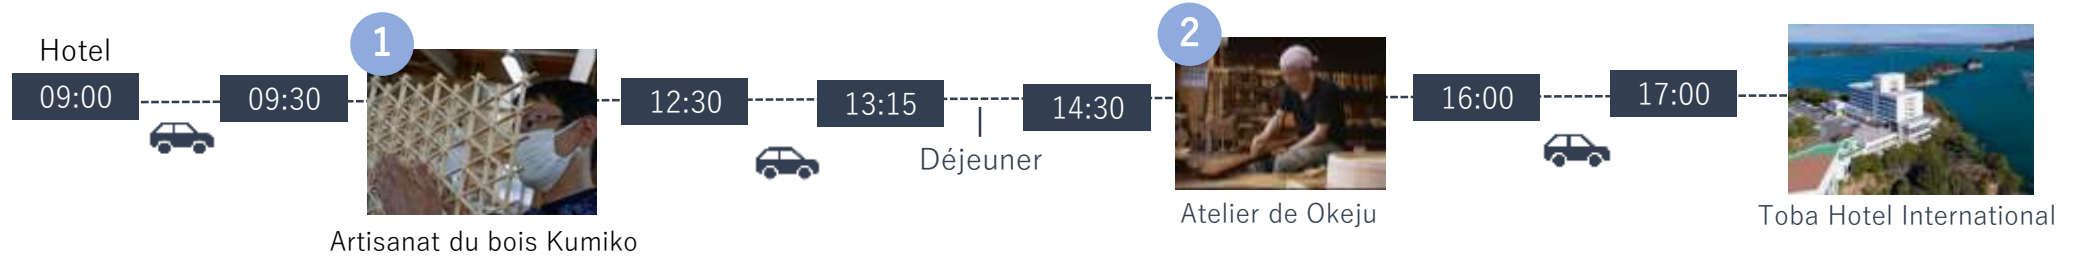 Hotel
09:00
09:30
1
Artisanat du bois Kumiko
12:30
13:15
Déjeuner
14:30
2
Atelier de Okeju
16:00
17:00
Toba Hotel International